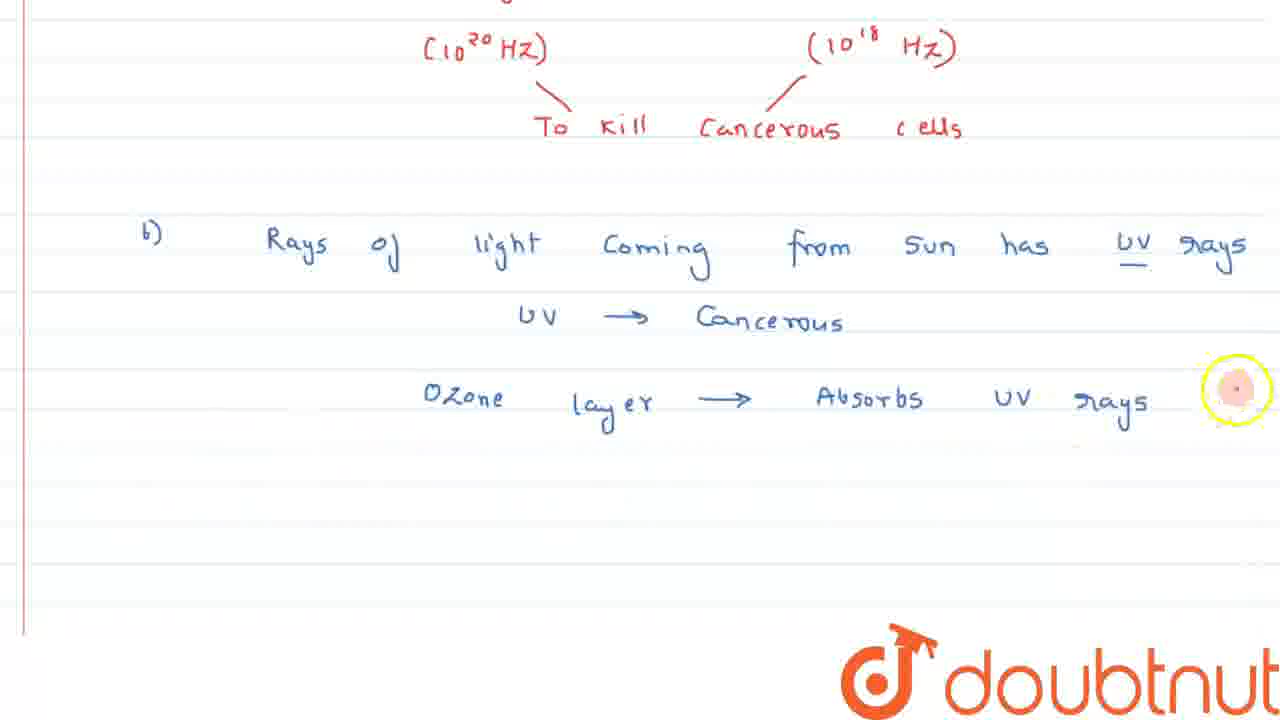 (10²⁰ HZ) (10¹⁸ HZ)
To kill Cancerous cells
b) Rays of light Coming from Sun has UV rays
UV → Cancerous
Ozone layer → Absorbs UV rays
doubtnut